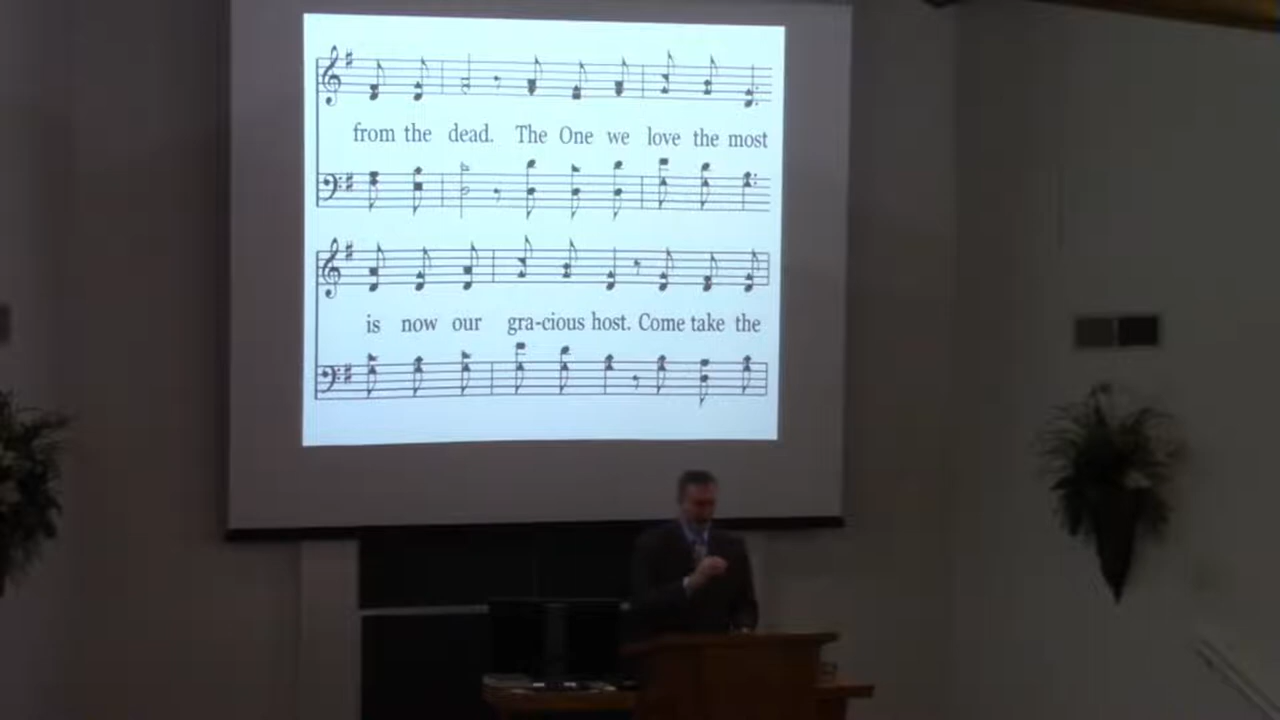 from the dead. The One we love the most
is now our gra-cious host. Come take the